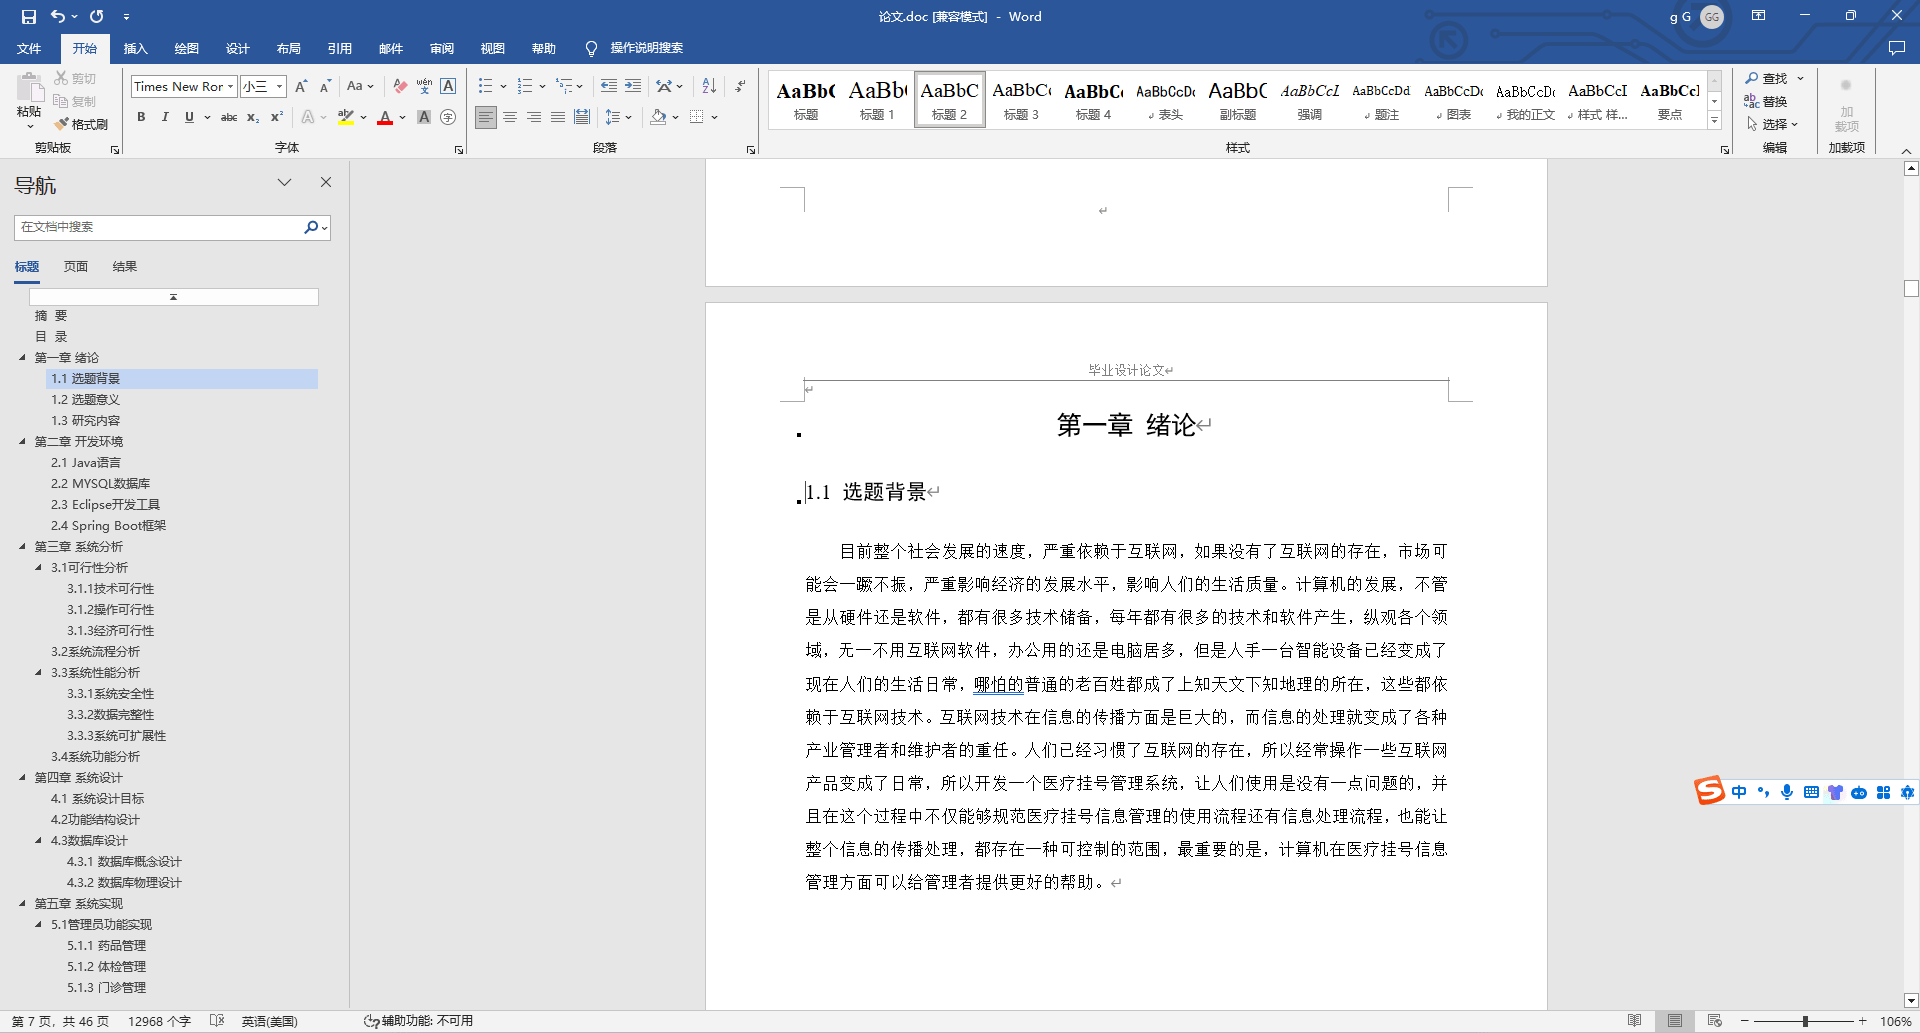 论文.doc [兼容模式] - Word
g G GG
文件 开始 插入 绘图 设计 布局 引用 邮件 审阅 视图 帮助 操作说明搜索
剪切
复制
格式刷
粘贴
剪贴板
Times New Ror 小三
字体
段落
AaBb( AaBb( AaBbC AaBbC( AaBbC( AaBbCcDc AaBbC AaBbCcL AaBbCcDd. AaBbCcDc AaBbCcDc AaBbCcI AaBbCcI
标题 标题 1 标题 2 标题 3 标题 4 表头 副标题 强调 题注 图表 我的正文 样式 样... 要点
样式
查找
替换
选择
编辑
加
载项
加载项
导航
在文档中搜索
标题 页面 结果
摘 要
目 录
第一章 绪论
1.1 选题背景
1.2 选题意义
1.3 研究内容
第二章 开发环境
2.1 Java语言
2.2 MYSQL数据库
2.3 Eclipse开发工具
2.4 Spring Boot框架
第三章 系统分析
3.1可行性分析
3.1.1技术可行性
3.1.2操作可行性
3.1.3经济可行性
3.2系统流程分析
3.3系统性能分析
3.3.1系统安全性
3.3.2数据完整性
3.3.3系统可扩展性
3.4系统功能分析
第四章 系统设计
4.1 系统设计目标
4.2功能结构设计
4.3数据库设计
4.3.1 数据库概念设计
4.3.2 数据库物理设计
第五章 系统实现
5.1管理员功能实现
5.1.1 药品管理
5.1.2 体检管理
5.1.3 门诊管理
毕业设计论文
第一章 绪论
1.1 选题背景
目前整个社会发展的速度，严重依赖于互联网，如果没有了互联网的存在，市场可
能会一蹶不振，严重影响经济的发展水平，影响人们的生活质量。计算机的发展，不管
是从硬件还是软件，都有很多技术储备，每年都有很多的技术和软件产生，纵观各个领
域，无一不用互联网软件，办公用的还是电脑居多，但是人手一台智能设备已经变成了
现在人们的生活日常，哪怕的普通的老百姓都成了上知天文下知地理的所在，这些都依
赖于互联网技术。互联网技术在信息的传播方面是巨大的，而信息的处理就变成了各种
产业管理者和维护者的重任。人们已经习惯了互联网的存在，所以经常操作一些互联网
产品变成了日常，所以开发一个医疗挂号管理系统，让人们使用是没有一点问题的，并
且在这个过程中不仅能够规范医疗挂号信息管理的使用流程还有信息处理流程，也能让
整个信息的传播处理，都存在一种可控制的范围，最重要的是，计算机在医疗挂号信息
管理方面可以给管理者提供更好的帮助。
中
第 7 页，共 46 页 12968 个字 英语(美国) 辅助功能: 不可用 106%